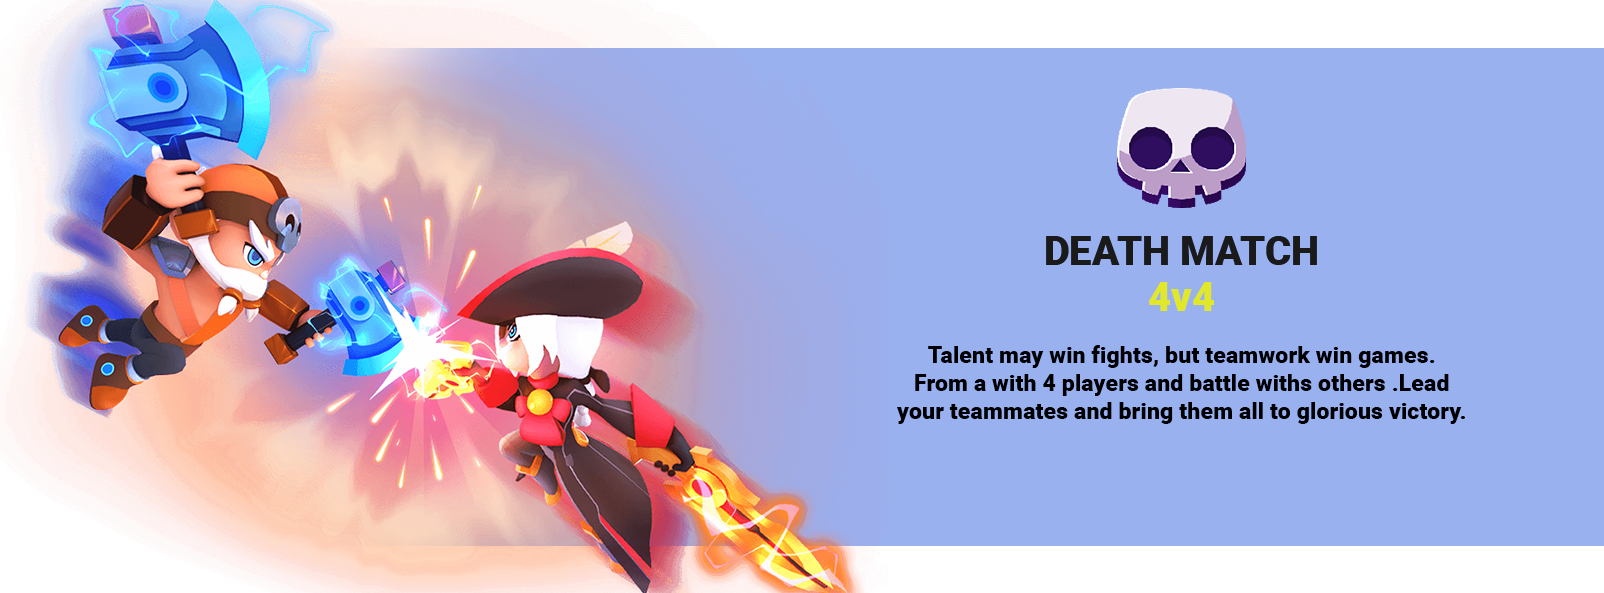 DEATH MATCH
4v4
Talent may win fights, but teamwork win games.
From a with 4 players and battle withs others .Lead
your teammates and bring them all to glorious victory.